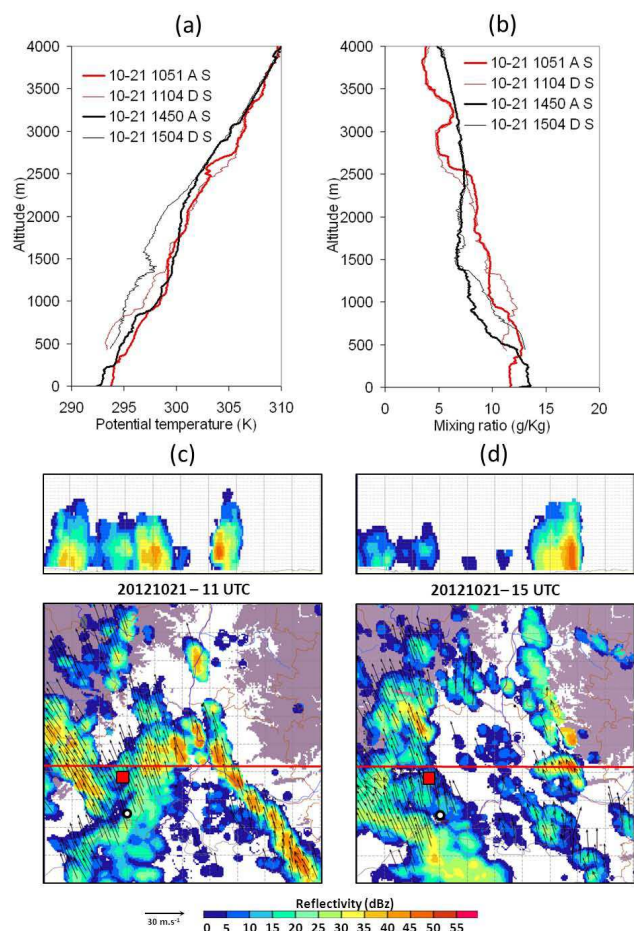 (a)
(b)
4000
3500
3000
2500
2000
1500
1000
500
0
Altitude (m)
10-21 1051 A S
10-21 1104 D S
10-21 1450 A S
10-21 1504 D S
290
295
300
305
310
Potential temperature (K)
4000
3500
3000
2500
2000
1500
1000
500
0
Altitude (m)
10-21 1051 A S
10-21 1104 D S
10-21 1450 A S
10-21 1504 D S
0
5
10
15
20
Mixing ratio (g/Kg)
(c)
(d)
20121021 – 11 UTC
20121021 – 15 UTC
30 m.s⁻¹
Reflectivity (dBz)
0 5 10 15 20 25 30 35 40 45 50 55